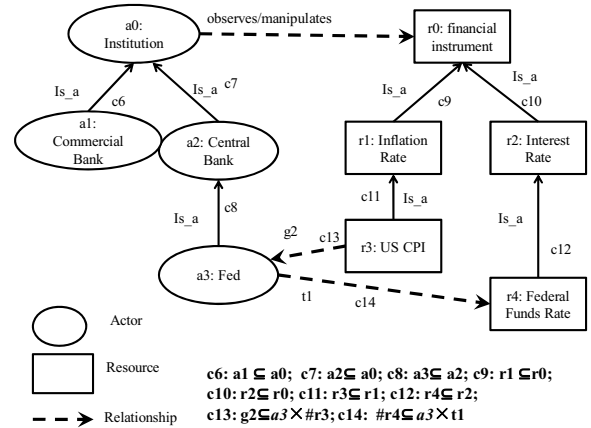 a0:
Institution
observes/manipulates
r0: financial
instrument
Is_a
c6
Is_a
c7
Is_a
c9
Is_a
c10
a1:
Commercial
Bank
a2: Central
Bank
r1: Inflation
Rate
r2: Interest
Rate
Is_a
c8
c11
Is_a
Is_a
c12
g2
c13
r3: US CPI
a3: Fed
t1
c14
r4: Federal
Funds Rate
Actor
Resource
Relationship
c6: a1 ⊆ a0; c7: a2⊆ a0; c8: a3⊆ a2; c9: r1 ⊆r0;
c10: r2⊆ r0; c11: r3⊆ r1; c12: r4⊆ r2;
c13: g2⊆a3×#r3; c14: #r4⊆ a3×t1